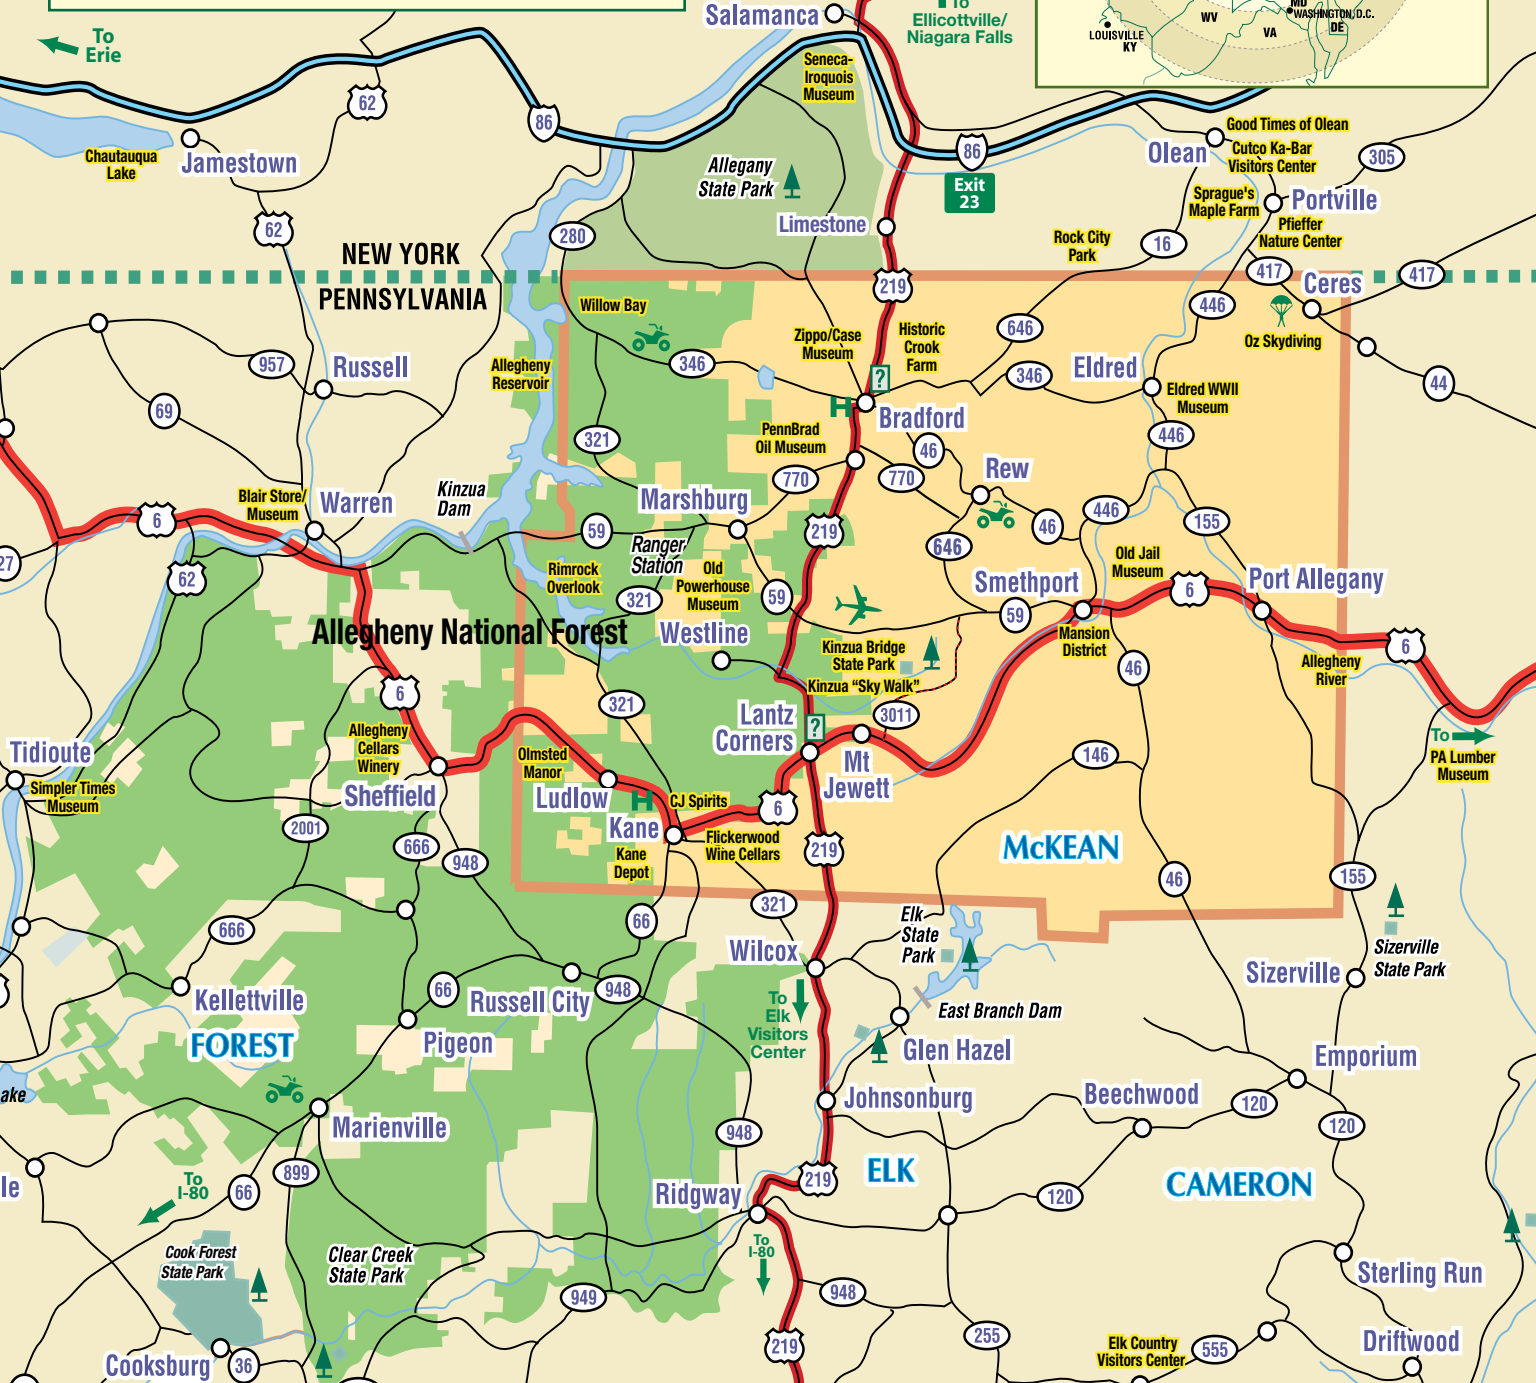 To
Erie
Salamanca
To
Ellicottville/
Niagara Falls
LOUISVILLE
KY
WV
VA
MD
WASHINGTON, D.C.
DE
Seneca-
Iroquois
Museum
62
86
86
Exit
23
Chautauqua
Lake
Jamestown
Allegany
State Park
Limestone
Olean
Good Times of Olean
Cutco Ka-Bar
Visitors Center
305
Sprague's
Maple Farm
Portville
Pfieffer
Nature Center
62
280
NEW YORK
PENNSYLVANIA
Rock City
Park
16
417
417
Ceres
219
Willow Bay
446
Oz Skydiving
646
Zippo/Case
Museum
Historic
Crook
Farm
957
Russell
Allegheny
Reservoir
346
?
346
Eldred
44
69
H
Bradford
Eldred WWII
Museum
PennBrad
Oil Museum
321
46
446
Rew
770
770
Kinzua
Dam
Blair Store/
Museum
Warren
Marshburg
446
6
59
219
46
155
27
62
Ranger
Station
646
Old Jail
Museum
Rimrock
Overlook
Old
Powerhouse
Museum
Smethport
Port Allegany
321
59
6
59
Allegheny National Forest
Westline
Mansion
District
6
Kinzua Bridge
State Park
Allegheny
River
46
Kinzua “Sky Walk”
6
321
Lantz
Corners
?
3011
Allegheny
Cellars
Winery
To
PA Lumber
Museum
Tidioute
Olmsted
Manor
146
Mt
Jewett
Simpler Times
Museum
Sheffield
Ludlow
H
CJ Spirits
6
2001
Kane
Flickerwood
Wine Cellars
McKEAN
666
948
Kane
Depot
219
46
155
321
66
666
Elk
State
Park
Wilcox
Sizerville
Sizerville
State Park
Kellettville
66
Russell City
948
To
Elk
Visitors
Center
East Branch Dam
FOREST
Pigeon
Glen Hazel
Emporium
ake
Marienville
Johnsonburg
Beechwood
120
120
948
le
To
I-80
66
899
219
ELK
CAMERON
Ridgway
120
Cook Forest
State Park
Clear Creek
State Park
To
I-80
Sterling Run
949
948
219
255
Elk Country
Visitors Center
555
Driftwood
Cooksburg
36